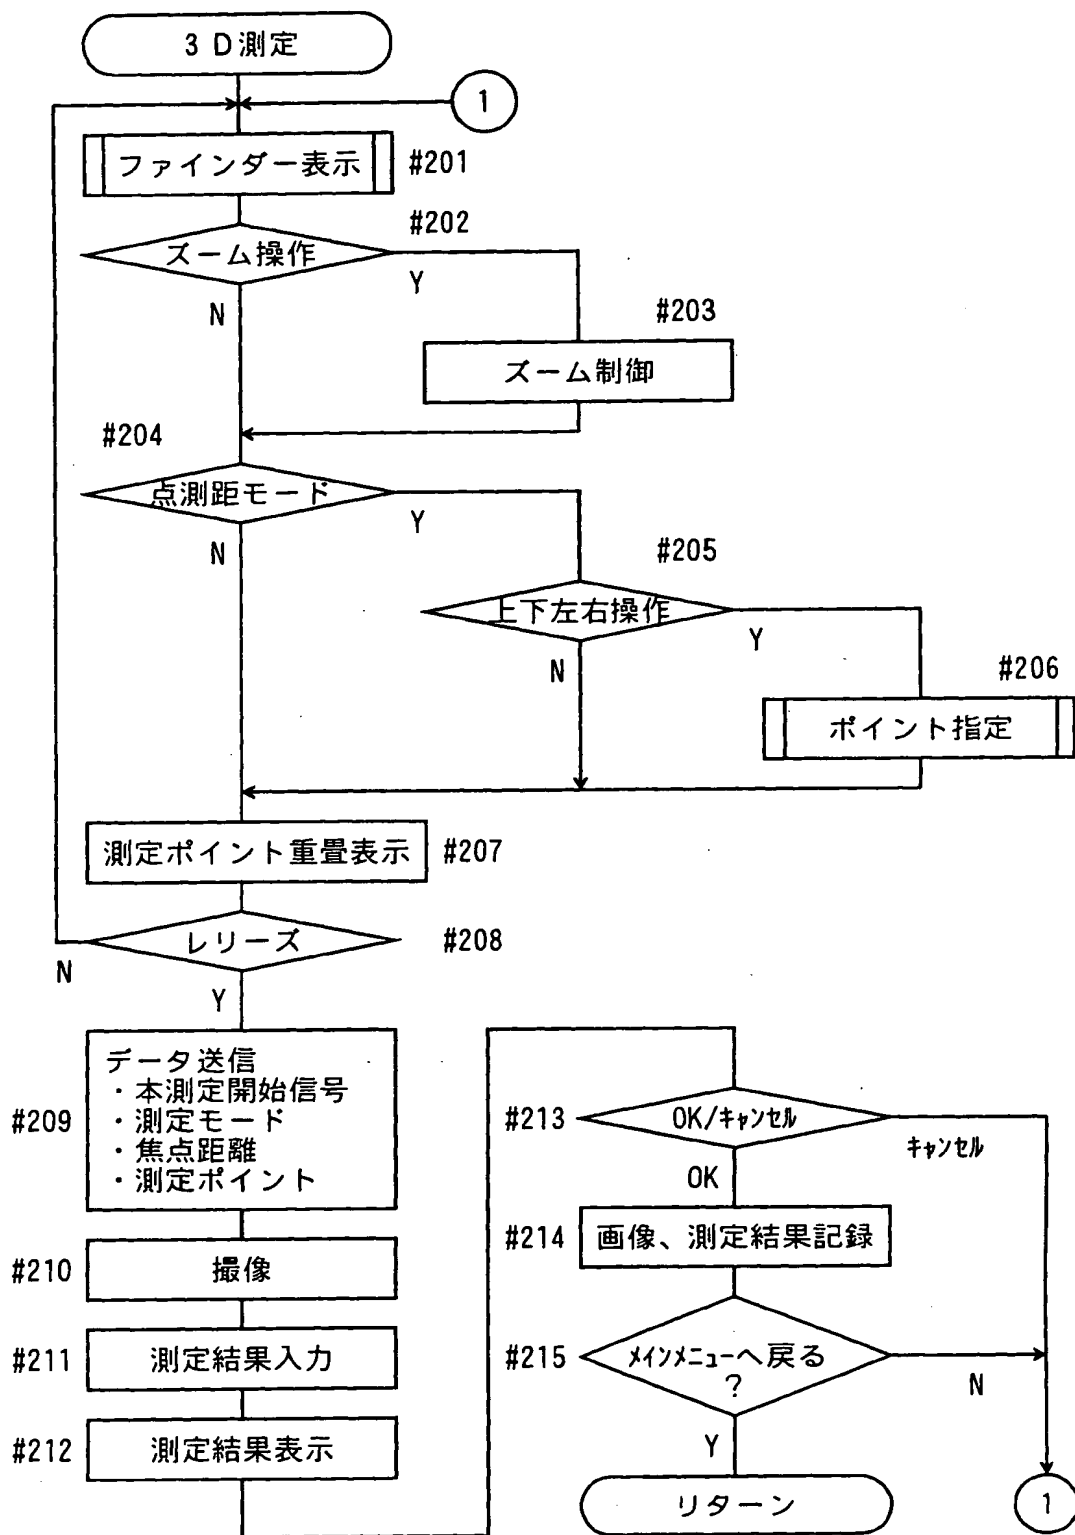 3D測定
1
ファインダー表示
#201
#202
ズーム操作
Y
N
#203
ズーム制御
#204
点測距モード
Y
N
#205
上下左右操作
Y
N
#206
ポイント指定
測定ポイント重畳表示
#207
レリーズ
#208
N
Y
データ送信
・本測定開始信号
#209
・測定モード
・焦点距離
・測定ポイント
#210
撮像
#211
測定結果入力
#212
測定結果表示
#213
OK/キャンセル
キャンセル
OK
#214
画像、測定結果記録
#215
メインメニューへ戻る
?
N
Y
リターン
1